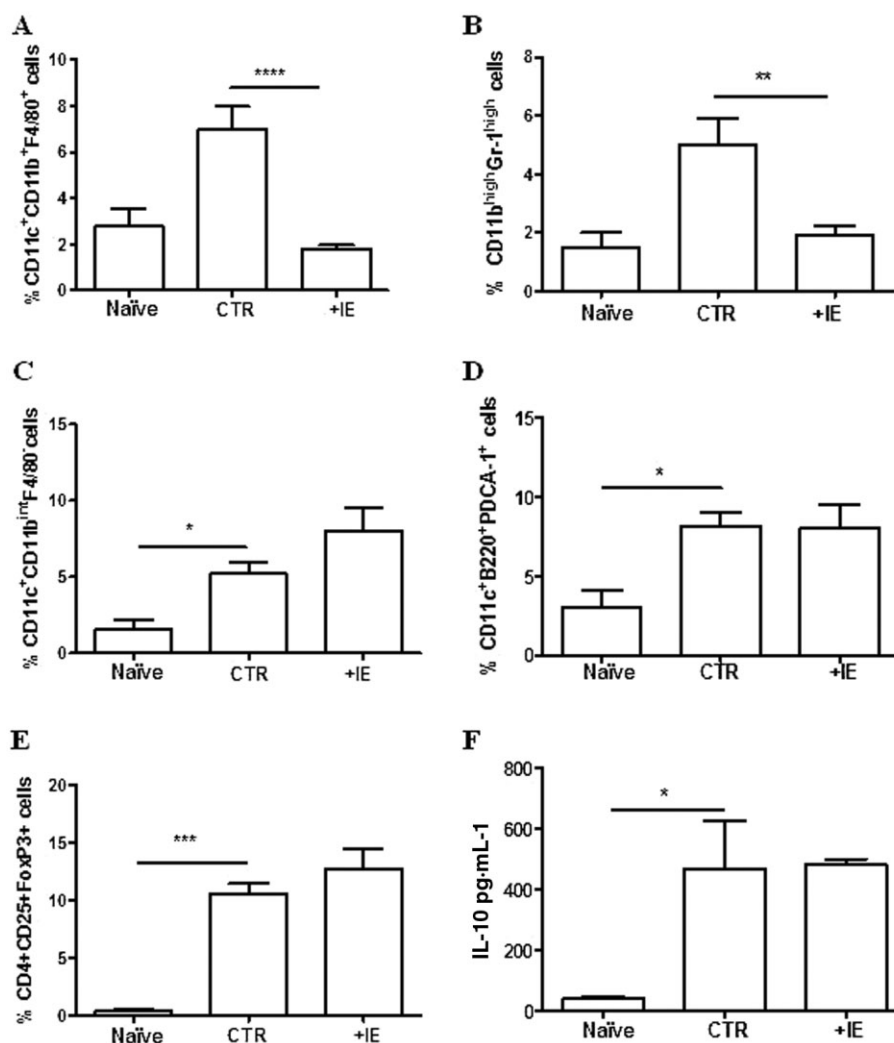 A
% CD11c+CD11b+F4/80+ cells
10
8
6
4
2
0
****
Naïve CTR +IE
B
% CD11bhighGr-1high cells
8
6
4
2
0
**
Naïve CTR +IE
C
% CD11c+CD11bintF4/80-cells
15
10
5
0
*
Naïve CTR +IE
D
% CD11c+B220+PDCA-1+ cells
15
10
5
0
*
Naïve CTR +IE
E
% CD4+CD25+FoxP3+ cells
20
15
10
5
0
***
Naïve CTR +IE
F
IL-10 pg·mL-1
800
600
400
200
0
*
Naïve CTR +IE